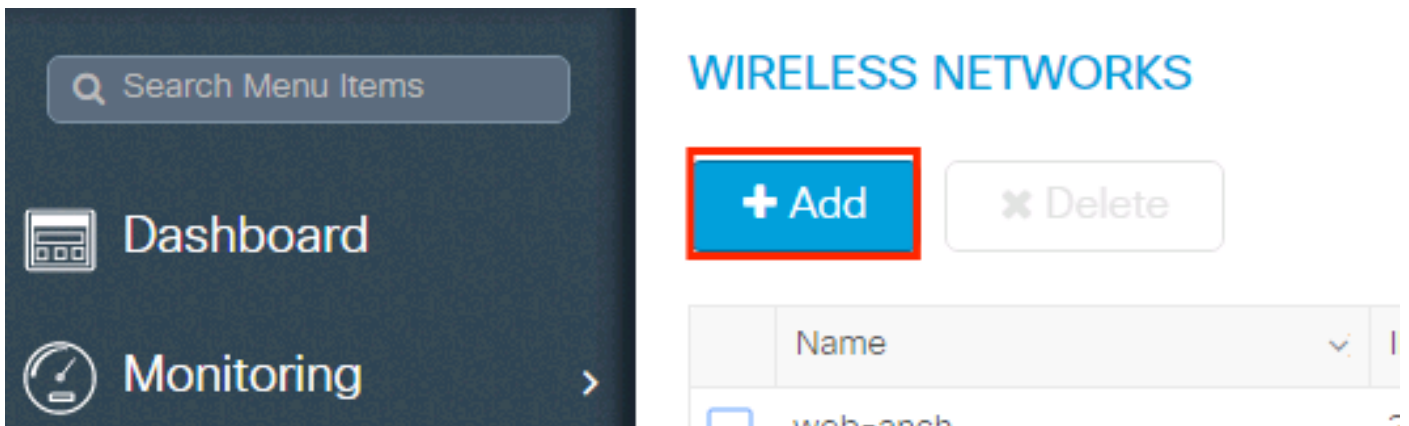 Search Menu Items
Dashboard
Monitoring
WIRELESS NETWORKS
Add
Delete
Name